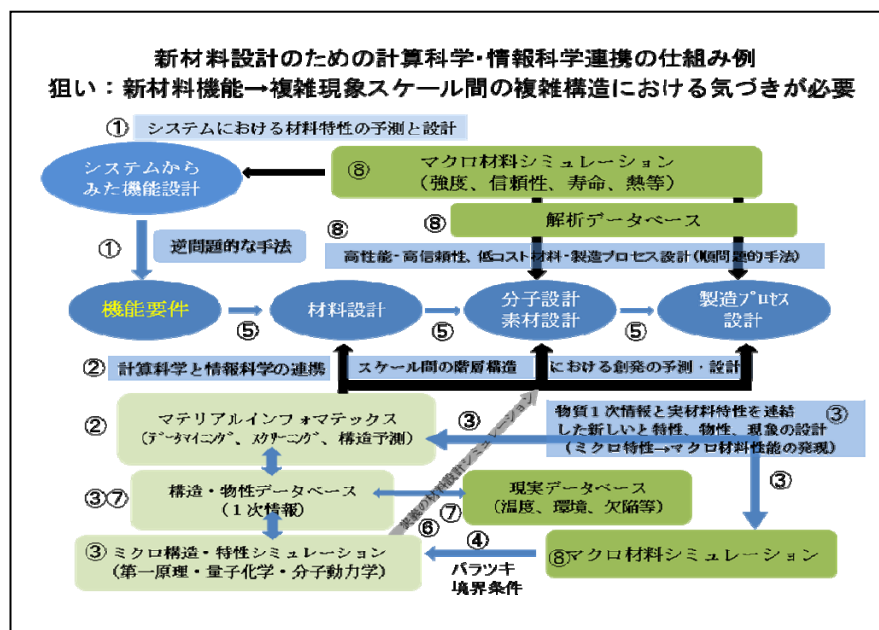 新材料設計のための計算科学・情報科学連携の仕組み例
狙い：新材料機能→複雑現象スケール間の複雑構造における気づきが必要
① システムにおける材料特性の予測と設計
システムから
みた機能設計
⑧ マクロ材料シミュレーション
（強度、信頼性、寿命、熱等）
⑧ 解析データベース
① 逆問題的な手法
⑧
高性能・高信頼性、低コスト材料・製造プロセス設計（順問題的手法）
機能要件
⑤
材料設計
⑤
分子設計
素材設計
⑤
製造プロセス
設計
② 計算科学と情報科学の連携
スケール間の階層構造
における創発の予測・設計
② マテリアルインフォマテックス
（データマイニング、スクリーニング、構造予測）
③
物質１次情報と実材料特性を連結
した新しいと特性、物性、現象の設計
（ミクロ特性→マクロ材料性能の発現）
③
③
③⑦ 構造・物性データベース
（１次情報）
⑦
現実データベース
（温度、環境、欠陥等）
の材料設計シミュレーション
⑥
③ ミクロ構造・特性シミュレーション
（第一原理・量子化学・分子動力学）
④
バラツキ
境界条件
⑧マクロ材料シミュレーション